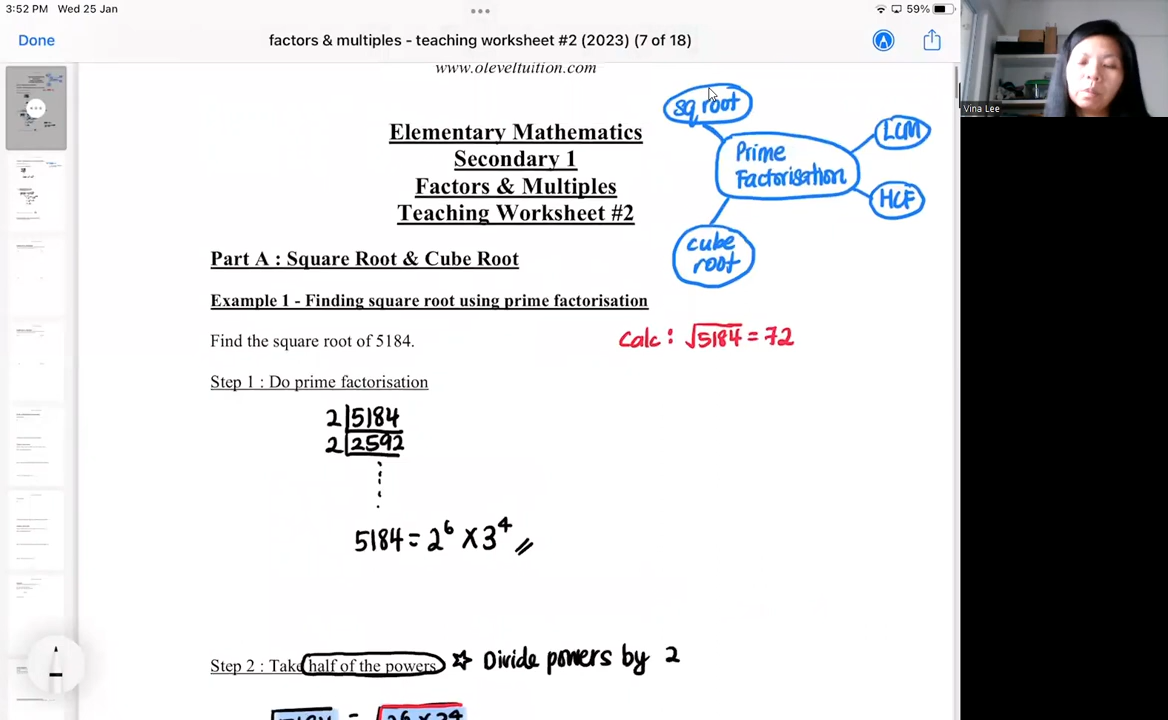 3:52 PM Wed 25 Jan
59%
Done
factors & multiples - teaching worksheet #2 (2023) (7 of 18)
Vina Lee
www.oleveltuition.com
sq root
Prime
Factorisation
LCM
HCF
cube
root
Elementary Mathematics
Secondary 1
Factors & Multiples
Teaching Worksheet #2
Part A : Square Root & Cube Root
Example 1 - Finding square root using prime factorisation
Find the square root of 5184.
Calc : √5184 = 72
Step 1 : Do prime factorisation
2 5184
2 2592
5184 = 2⁶ × 3⁴
Step 2 : Take half of the powers ☆ Divide powers by 2
√5184 = √2⁶ × 3⁴